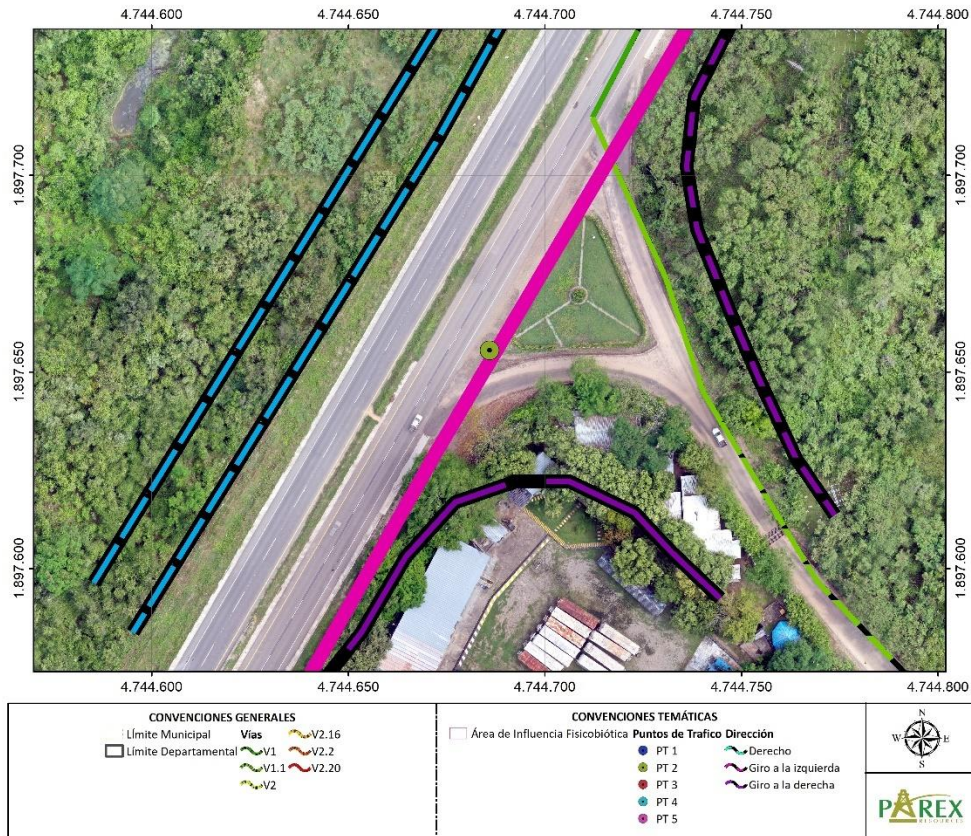 4.744.600 4.744.650 4.744.700 4.744.750 4.744.800
1.897.700 1.897.700
1.897.650 1.897.650
1.897.600 1.897.600
4.744.600 4.744.650 4.744.700 4.744.750 4.744.800
CONVENCIONES GENERALES
Límite Municipal
Límite Departamental
Vías
V1
V1.1
V2
V2.16
V2.2
V2.20
CONVENCIONES TEMÁTICAS
Área de Influencia Fisicobiótica
Puntos de Trafico
PT 1
PT 2
PT 3
PT 4
PT 5
Dirección
Derecho
Giro a la izquierda
Giro a la derecha
N
W E
S
PAREX
RESOURCES